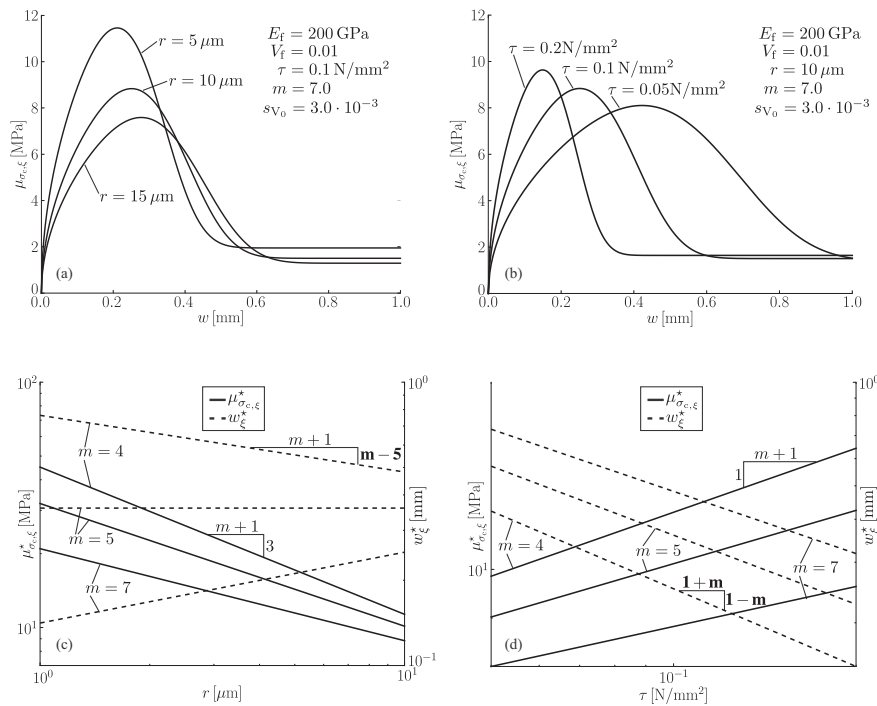 12
10
8
6
4
2
0
0.0
0.2
0.4
0.6
0.8
1.0
μσc,ξ [MPa]
w [mm]
r = 5 μm
r = 10 μm
r = 15 μm
Ef = 200 GPa
Vf = 0.01
τ = 0.1 N/mm²
m = 7.0
sV0 = 3.0 · 10⁻³
(a)
12
10
8
6
4
2
0
0.0
0.2
0.4
0.6
0.8
1.0
μσc,ξ [MPa]
w [mm]
τ = 0.2N/mm²
τ = 0.1 N/mm²
τ = 0.05N/mm²
Ef = 200 GPa
Vf = 0.01
r = 10 μm
m = 7.0
sV0 = 3.0 · 10⁻³
(b)
10²
10¹
10⁰
10⁻¹
μ⋆σc,ξ [MPa]
w⋆ξ [mm]
μ⋆σc,ξ
w⋆ξ
m + 1
m − 5
m = 4
m + 1
3
m = 5
m = 7
(c)
10⁰
10¹
r [μm]
10⁰
10¹
μ⋆σc,ξ [MPa]
w⋆ξ [mm]
μ⋆σc,ξ
w⋆ξ
m + 1
1
m = 4
m = 5
m = 7
1 + m
1 − m
(d)
10⁻¹
τ [N/mm²]